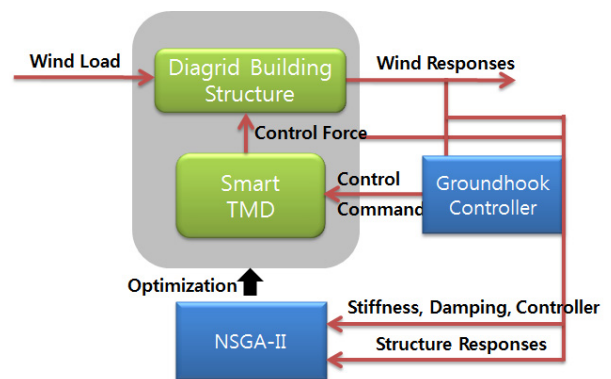 Wind Load
Diagrid Building
Structure
Wind Responses
Control Force
Smart
TMD
Control
Command
Groundhook
Controller
Optimization
NSGA-II
Stiffness, Damping, Controller
Structure Responses